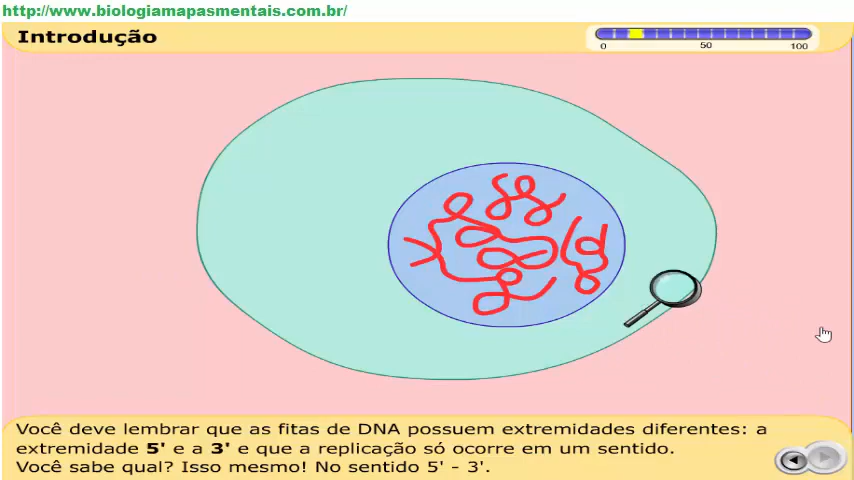 http://www.biologiamapasmentais.com.br/
Introdução
0 50 100
Você deve lembrar que as fitas de DNA possuem extremidades diferentes: a
extremidade 5' e a 3' e que a replicação só ocorre em um sentido.
Você sabe qual? Isso mesmo! No sentido 5' - 3'.